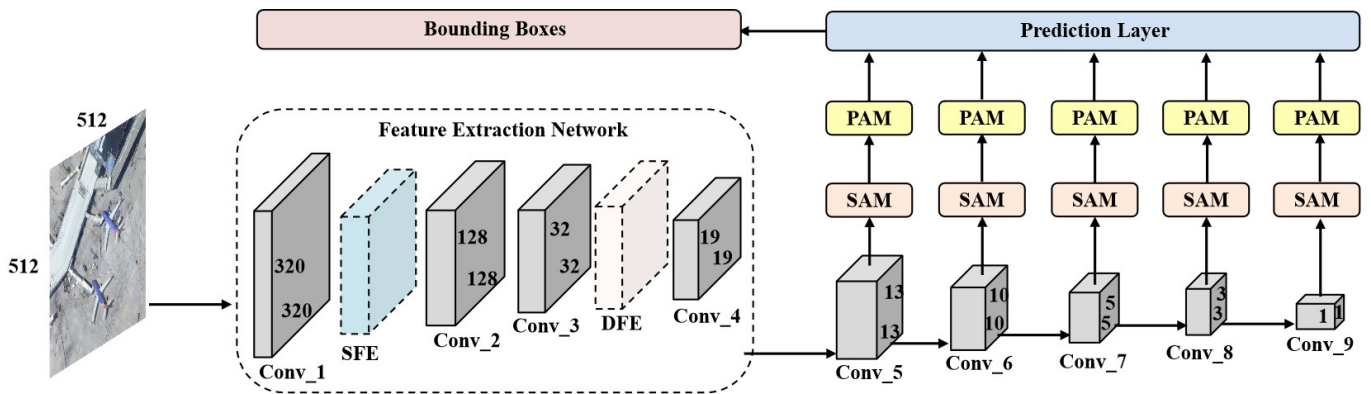 Bounding Boxes
Prediction Layer
512
512
Feature Extraction Network
320
320
Conv_1
SFE
128
128
Conv_2
32
32
Conv_3
DFE
19
19
Conv_4
PAM
PAM
PAM
PAM
PAM
SAM
SAM
SAM
SAM
SAM
13
13
Conv_5
10
10
Conv_6
5
5
Conv_7
3
3
Conv_8
1
1
Conv_9